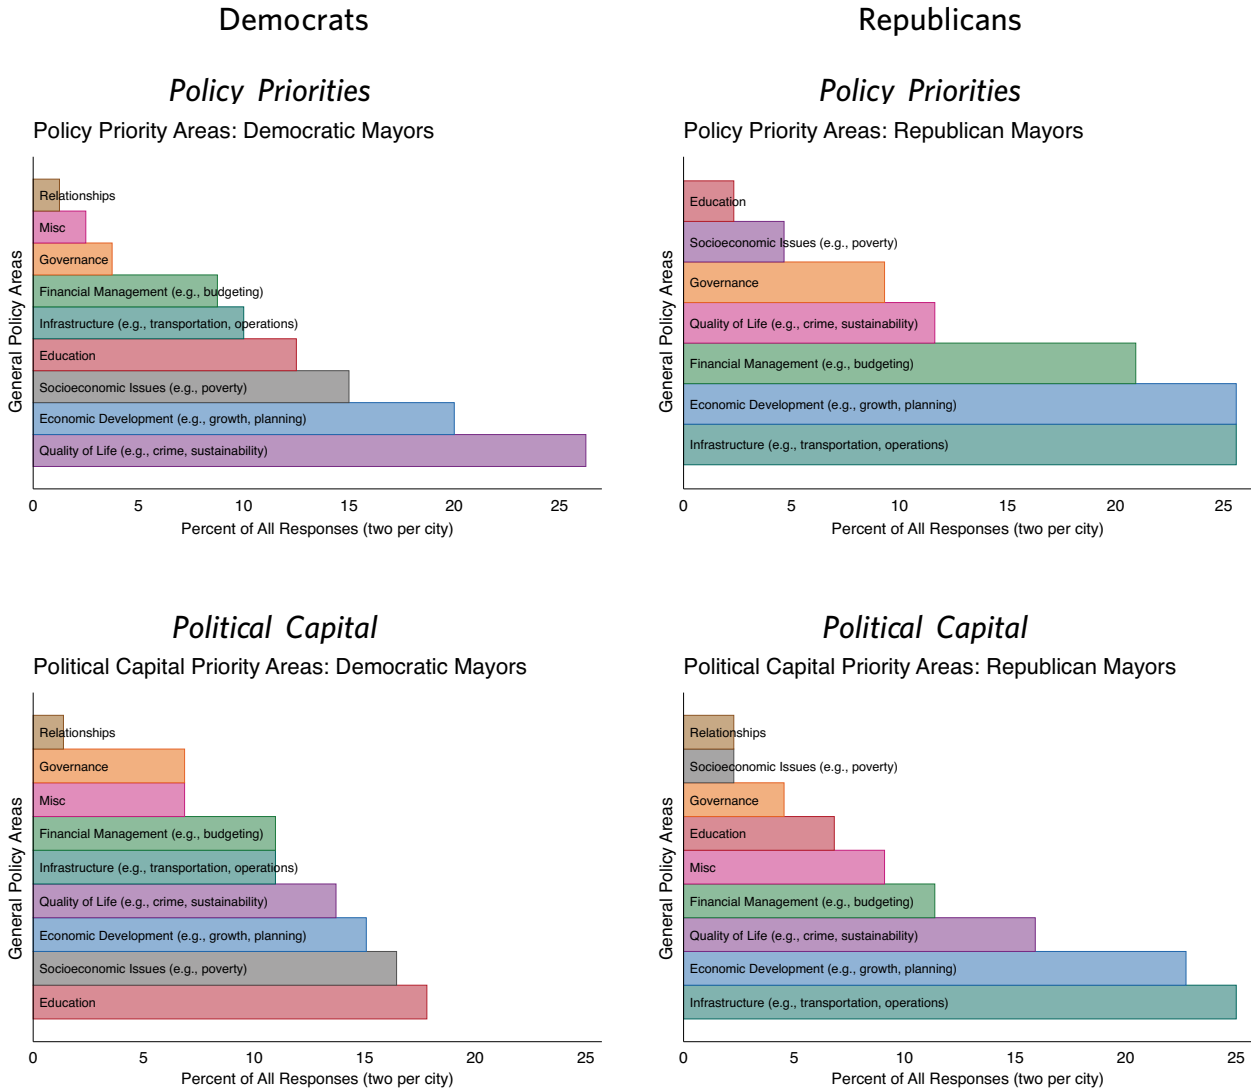 Democrats
Republicans
Policy Priorities
Policy Priorities
Policy Priority Areas: Democratic Mayors
General Policy Areas
Relationships
Misc
Governance
Financial Management (e.g., budgeting)
Infrastructure (e.g., transportation, operations)
Education
Socioeconomic Issues (e.g., poverty)
Economic Development (e.g., growth, planning)
Quality of Life (e.g., crime, sustainability)
0 5 10 15 20 25
Percent of All Responses (two per city)
Policy Priority Areas: Republican Mayors
General Policy Areas
Education
Socioeconomic Issues (e.g., poverty)
Governance
Quality of Life (e.g., crime, sustainability)
Financial Management (e.g., budgeting)
Economic Development (e.g., growth, planning)
Infrastructure (e.g., transportation, operations)
0 5 10 15 20 25
Percent of All Responses (two per city)
Political Capital
Political Capital
Political Capital Priority Areas: Democratic Mayors
General Policy Areas
Relationships
Governance
Misc
Financial Management (e.g., budgeting)
Infrastructure (e.g., transportation, operations)
Quality of Life (e.g., crime, sustainability)
Economic Development (e.g., growth, planning)
Socioeconomic Issues (e.g., poverty)
Education
0 5 10 15 20 25
Percent of All Responses (two per city)
Political Capital Priority Areas: Republican Mayors
General Policy Areas
Relationships
Socioeconomic Issues (e.g., poverty)
Governance
Education
Misc
Financial Management (e.g., budgeting)
Quality of Life (e.g., crime, sustainability)
Economic Development (e.g., growth, planning)
Infrastructure (e.g., transportation, operations)
0 5 10 15 20 25
Percent of All Responses (two per city)